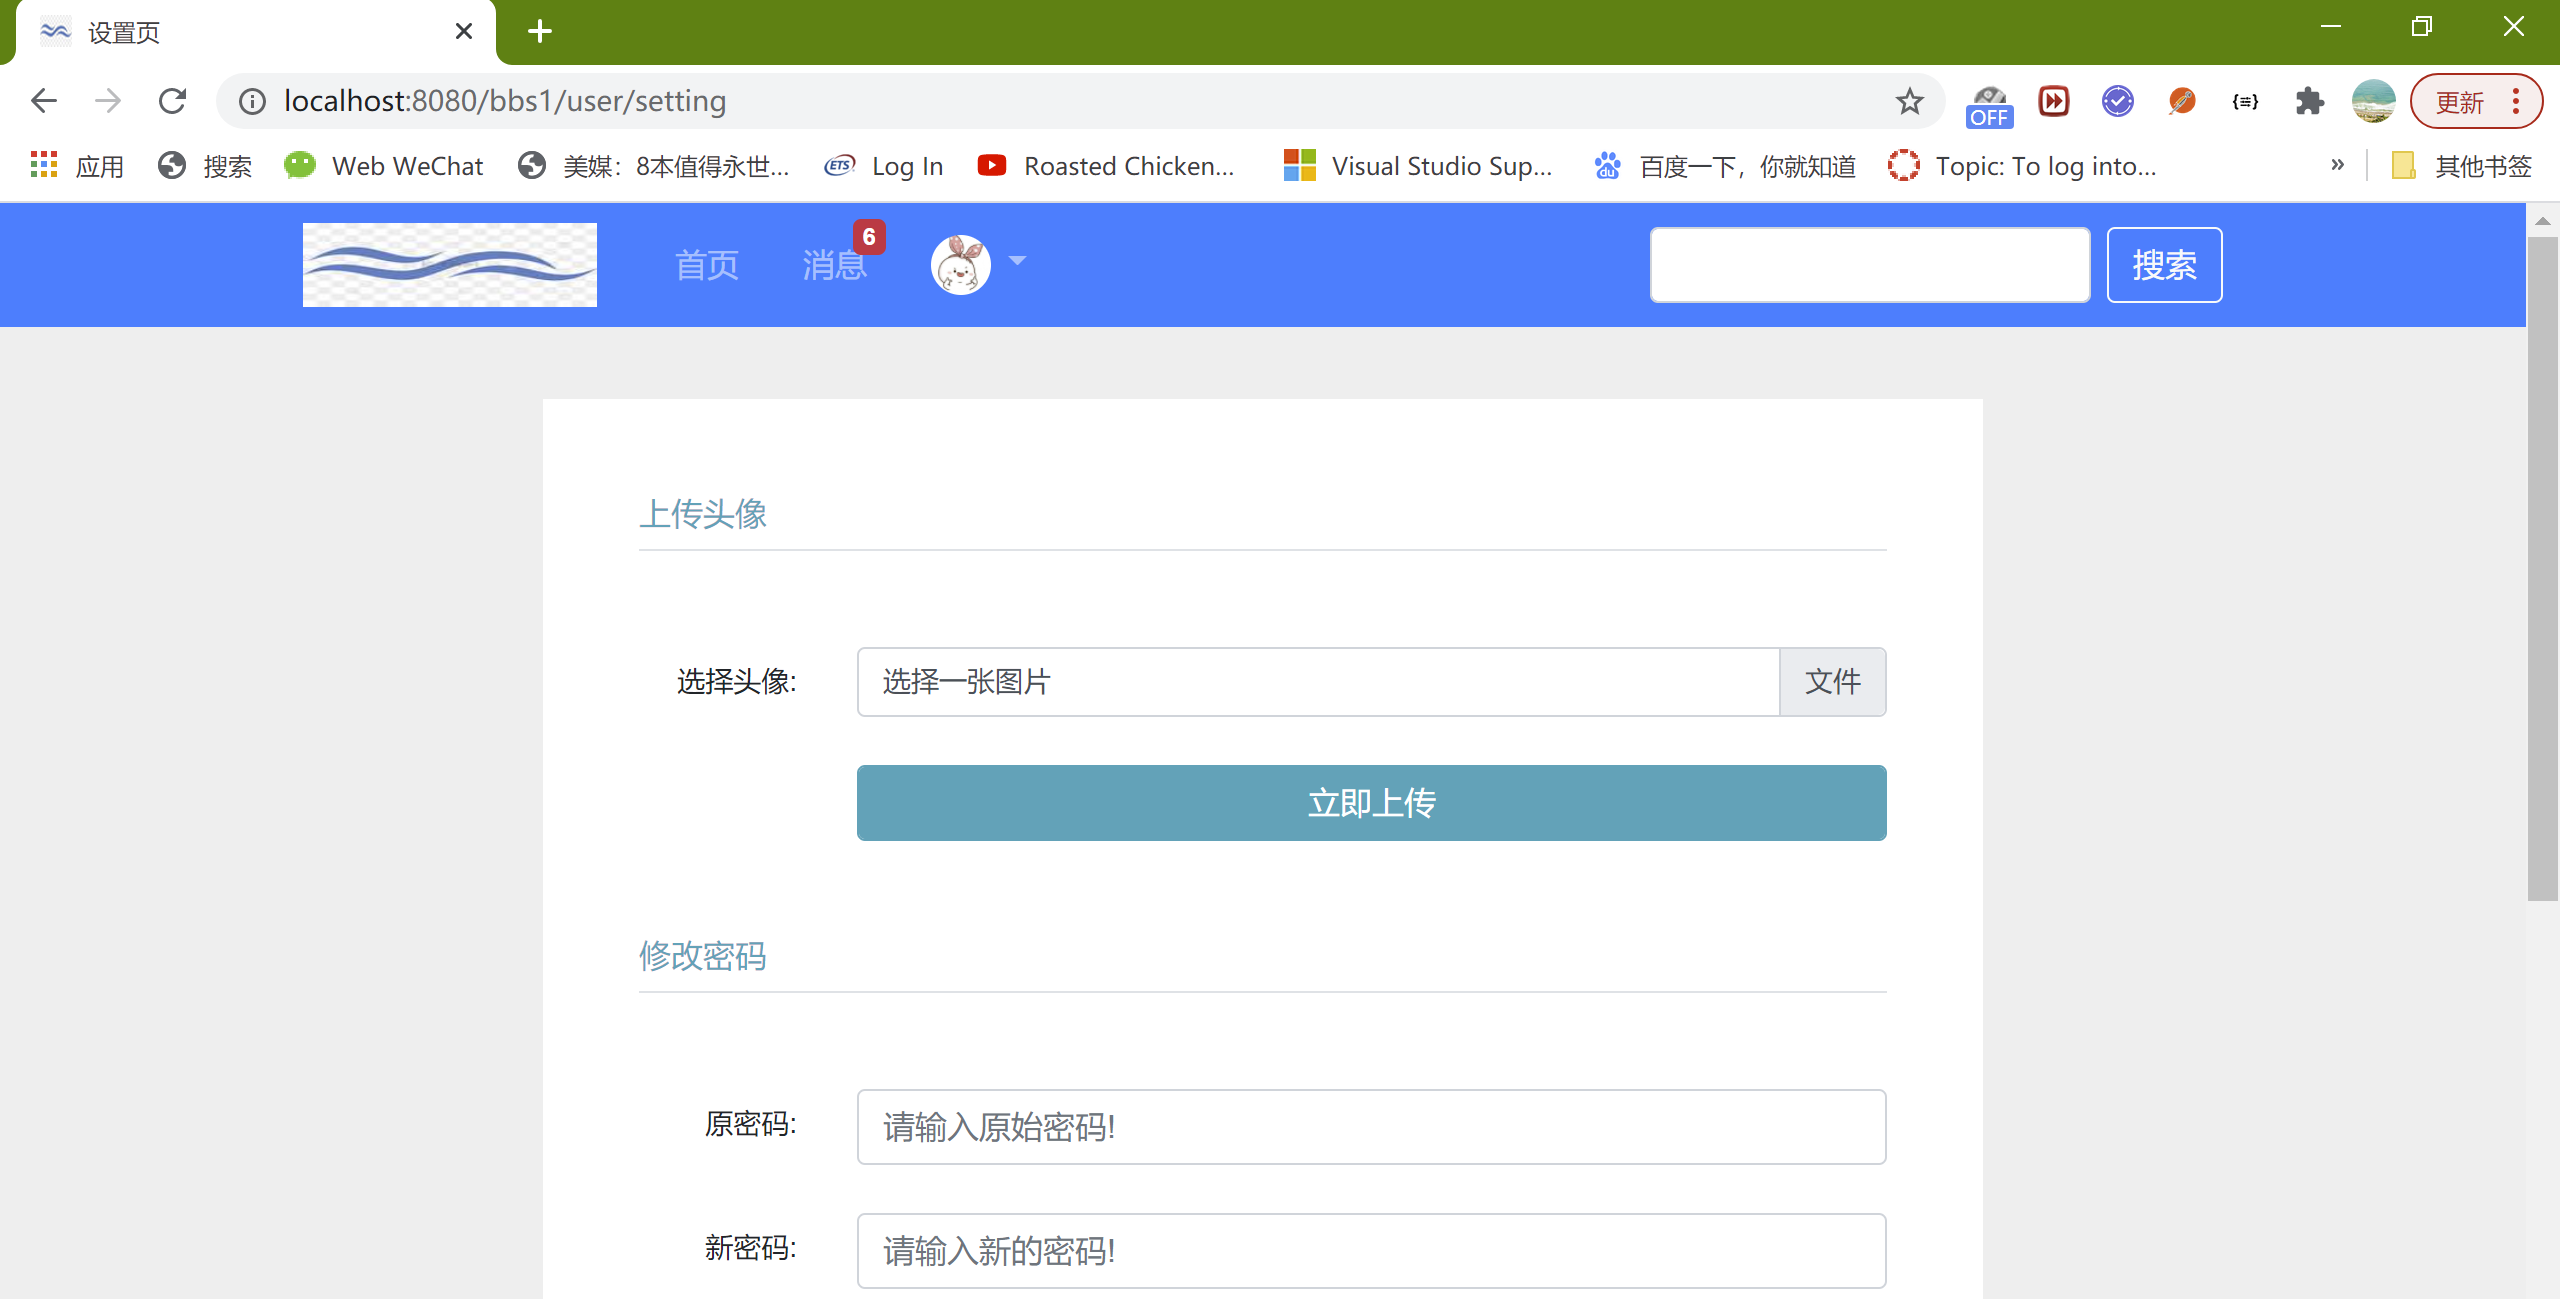 设置页
localhost:8080/bbs1/user/setting
OFF
更新
应用 搜索 Web WeChat 美媒：8本值得永世... ETS Log In Roasted Chicken... Visual Studio Sup... du 百度一下，你就知道 Topic: To log into... » 其他书签
首页 消息 6 搜索
上传头像
选择头像: 选择一张图片 文件
立即上传
修改密码
原密码: 请输入原始密码!
新密码: 请输入新的密码!